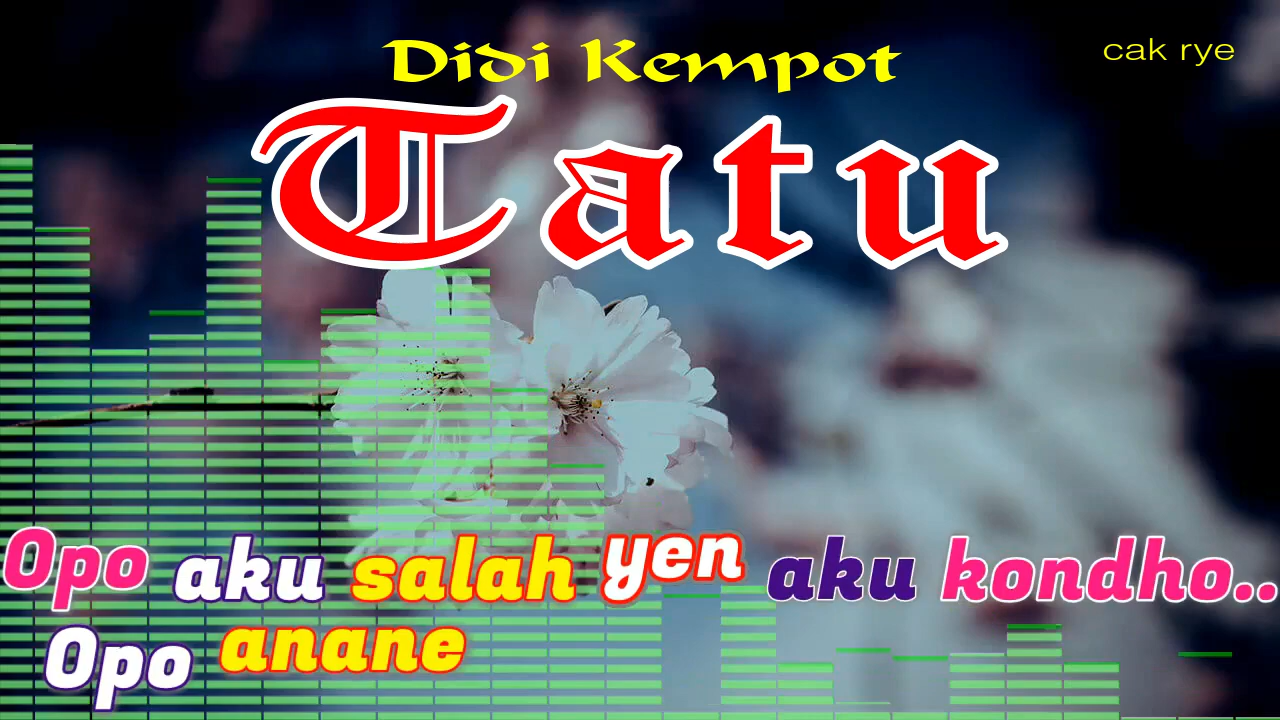 Didi Kempot
cak rye
Tatu
Opo aku salah yen aku kondho..
Opo anane